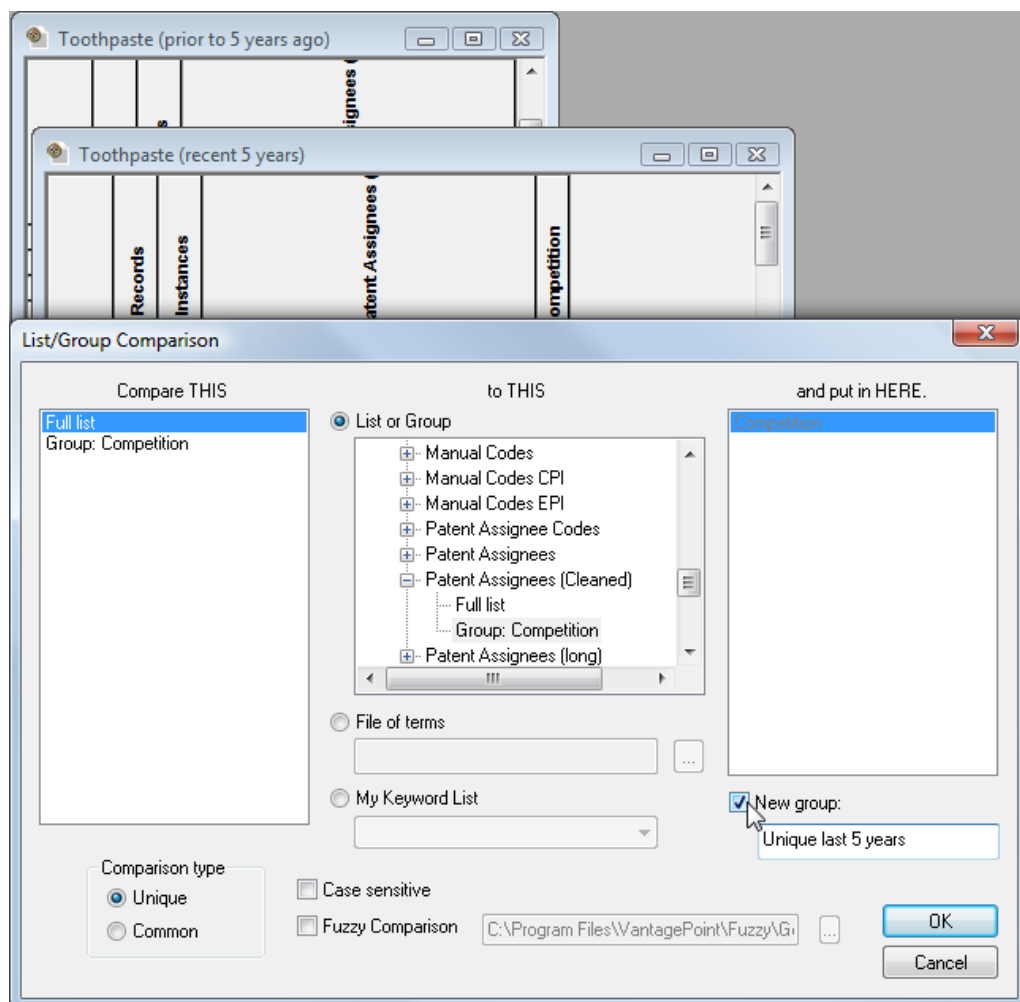 Toothpaste (prior to 5 years ago)
Toothpaste (recent 5 years)
Records
Instances
List/Group Comparison
Compare THIS
to THIS
and put in HERE.
Full list
Group: Competition
List or Group
Manual Codes
Manual Codes CPI
Manual Codes EPI
Patent Assignee Codes
Patent Assignees
Patent Assignees (Cleaned)
Full list
Group: Competition
Patent Assignees (long)
Competition
File of terms
...
My Keyword List
New group:
Unique last 5 years
Comparison type
Unique
Common
Case sensitive
Fuzzy Comparison
C:\Program Files\VantagePoint\Fuzzy\G
...
OK
Cancel